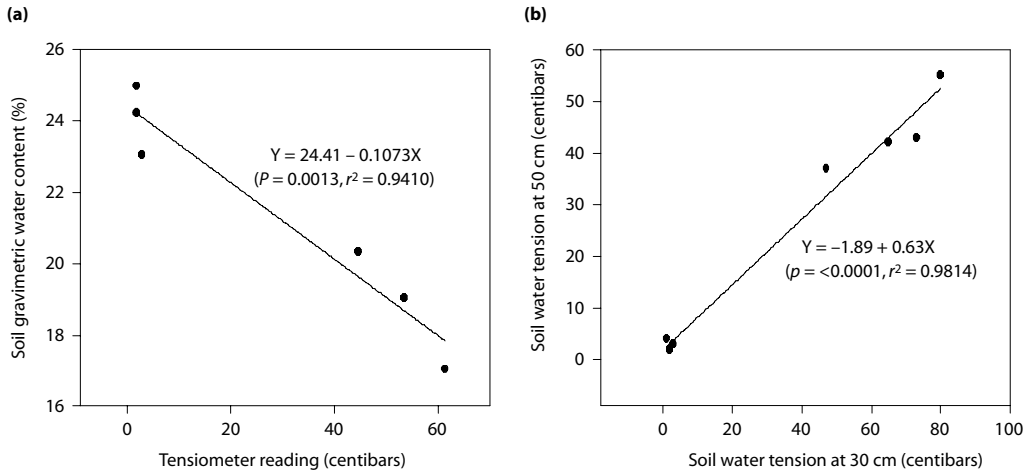 (a)
26
24
22
20
18
16
Soil gravimetric water content (%)
Y = 24.41 – 0.1073X
(P = 0.0013, r² = 0.9410)
0 20 40 60
Tensiometer reading (centibars)
(b)
60
50
40
30
20
10
0
Soil water tension at 50 cm (centibars)
Y = –1.89 + 0.63X
(p = <0.0001, r² = 0.9814)
0 20 40 60 80 100
Soil water tension at 30 cm (centibars)